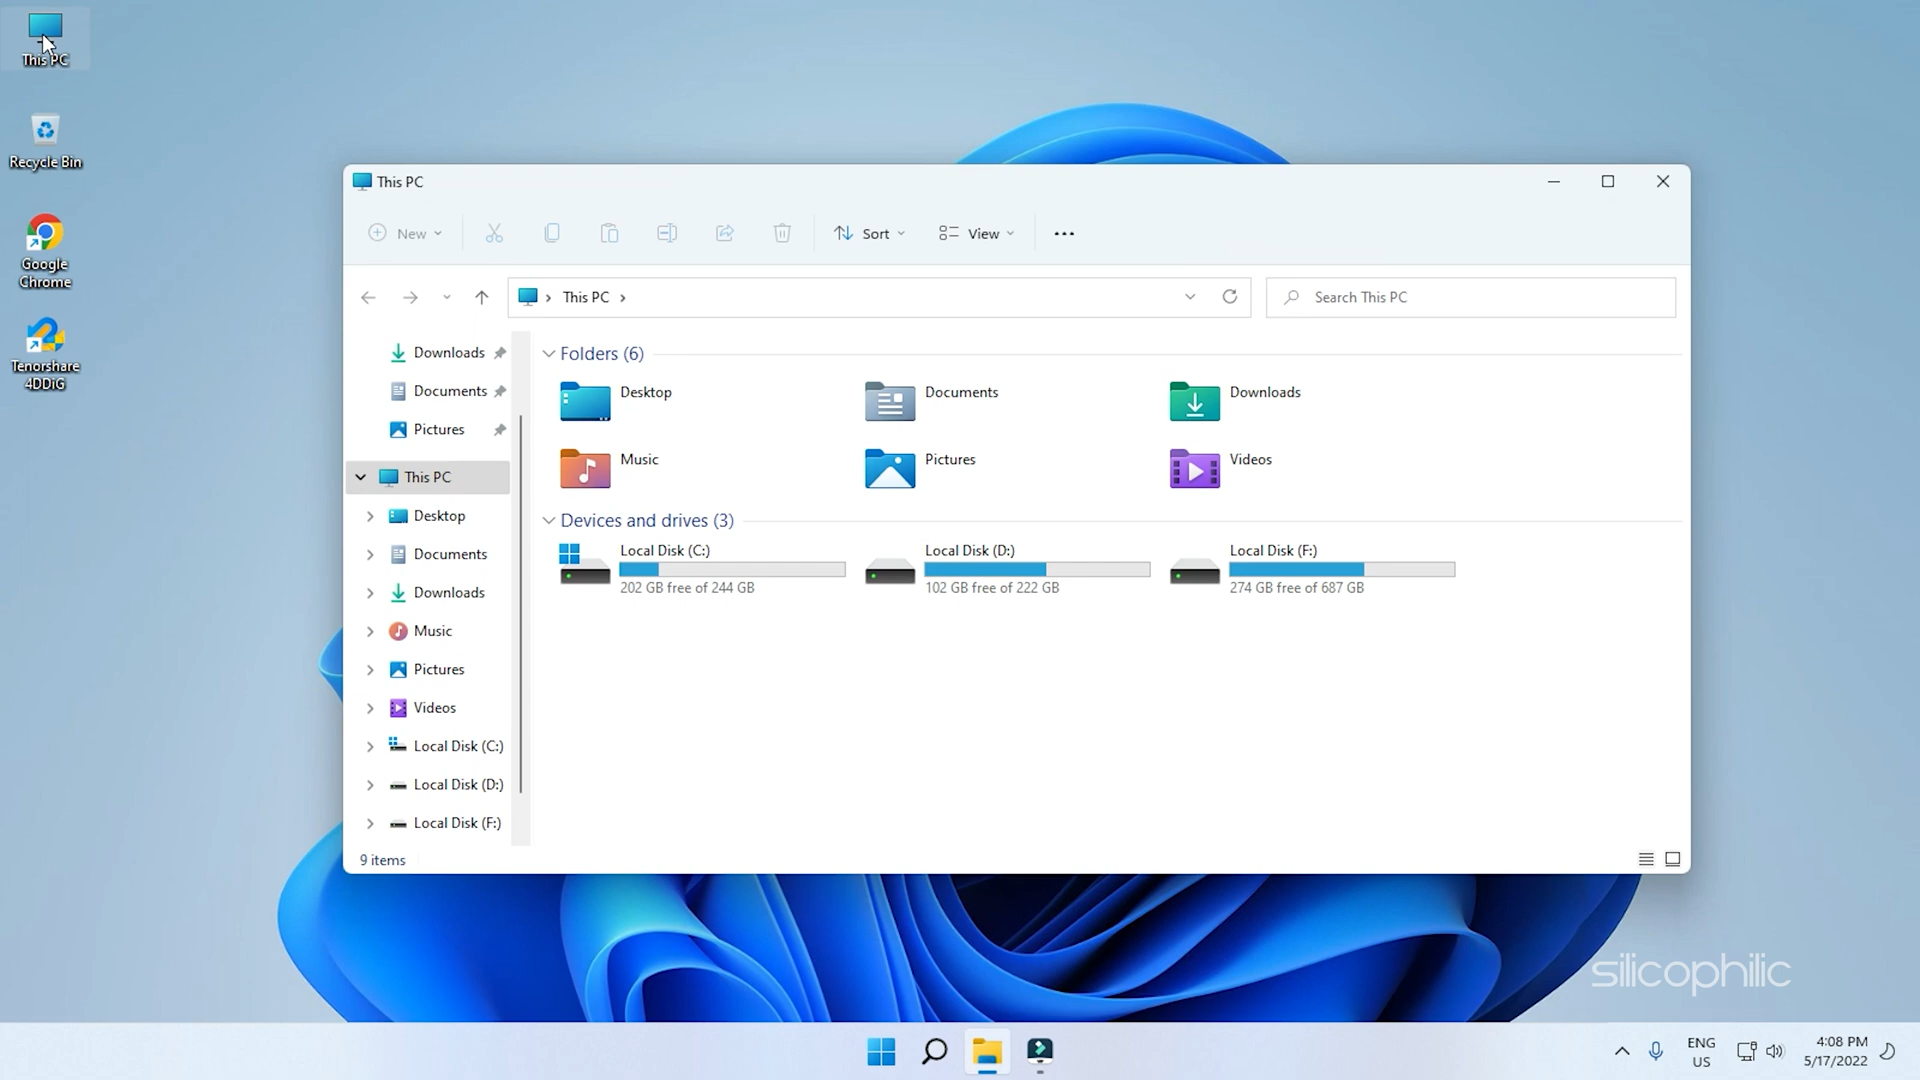 This PC
Recycle Bin
Google
Chrome
Tenorshare
4DDiG
This PC
New
Sort
View
This PC
Search This PC
Downloads
Documents
Pictures
This PC
Desktop
Documents
Downloads
Music
Pictures
Videos
Local Disk (C:)
Local Disk (D:)
Local Disk (F:)
Folders (6)
Desktop
Documents
Downloads
Music
Pictures
Videos
Devices and drives (3)
Local Disk (C:)
202 GB free of 244 GB
Local Disk (D:)
102 GB free of 222 GB
Local Disk (F:)
274 GB free of 687 GB
9 items
silicophilic
ENG
US
4:08 PM
5/17/2022